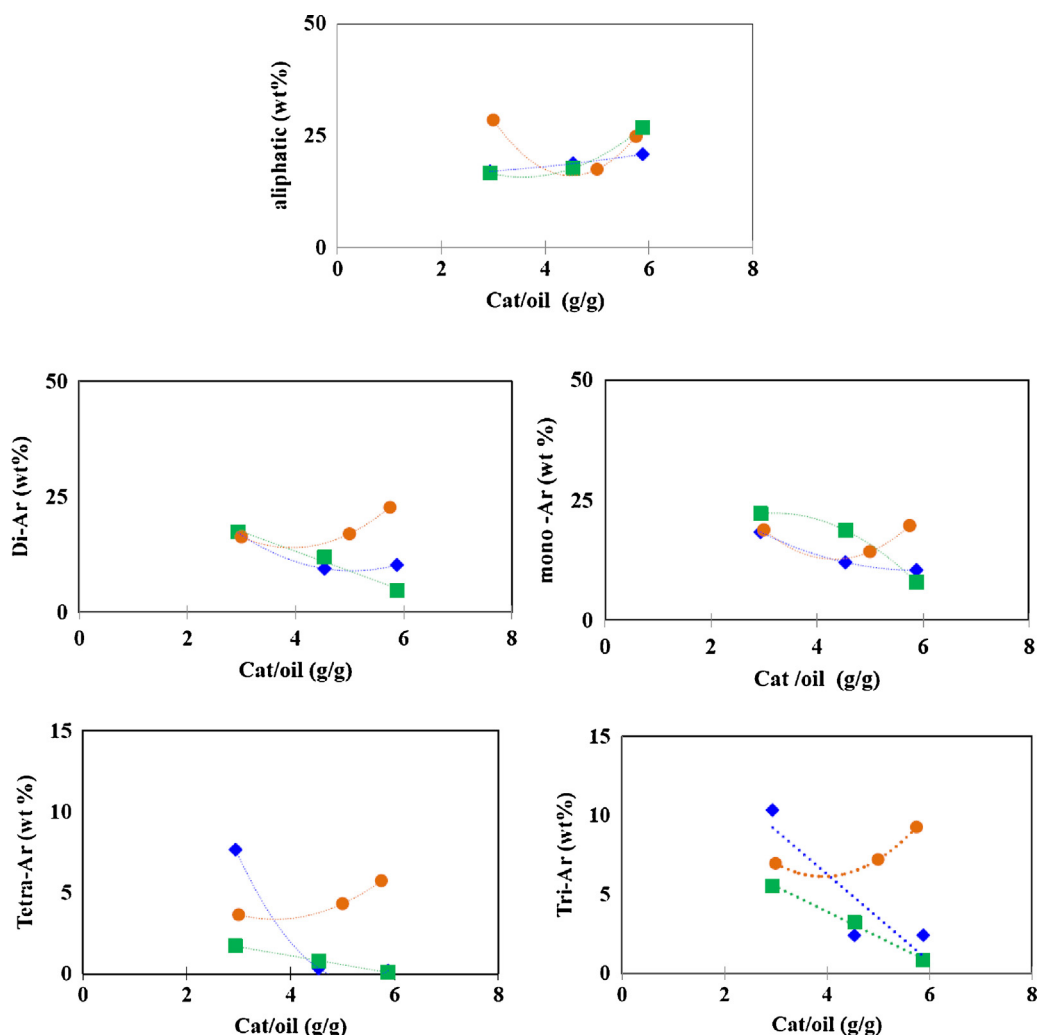 50
25
0
aliphatic (wt%)
0 2 4 6 8
Cat/oil (g/g)
50
25
0
Di-Ar (wt%)
0 2 4 6 8
Cat/oil (g/g)
50
25
0
mono -Ar (wt %)
0 2 4 6 8
Cat /oil (g/g)
15
10
5
0
Tetra-Ar (wt %)
0 2 4 6 8
Cat/oil (g/g)
15
10
5
0
Tri-Ar (wt%)
0 2 4 6 8
Cat/oil (g/g)